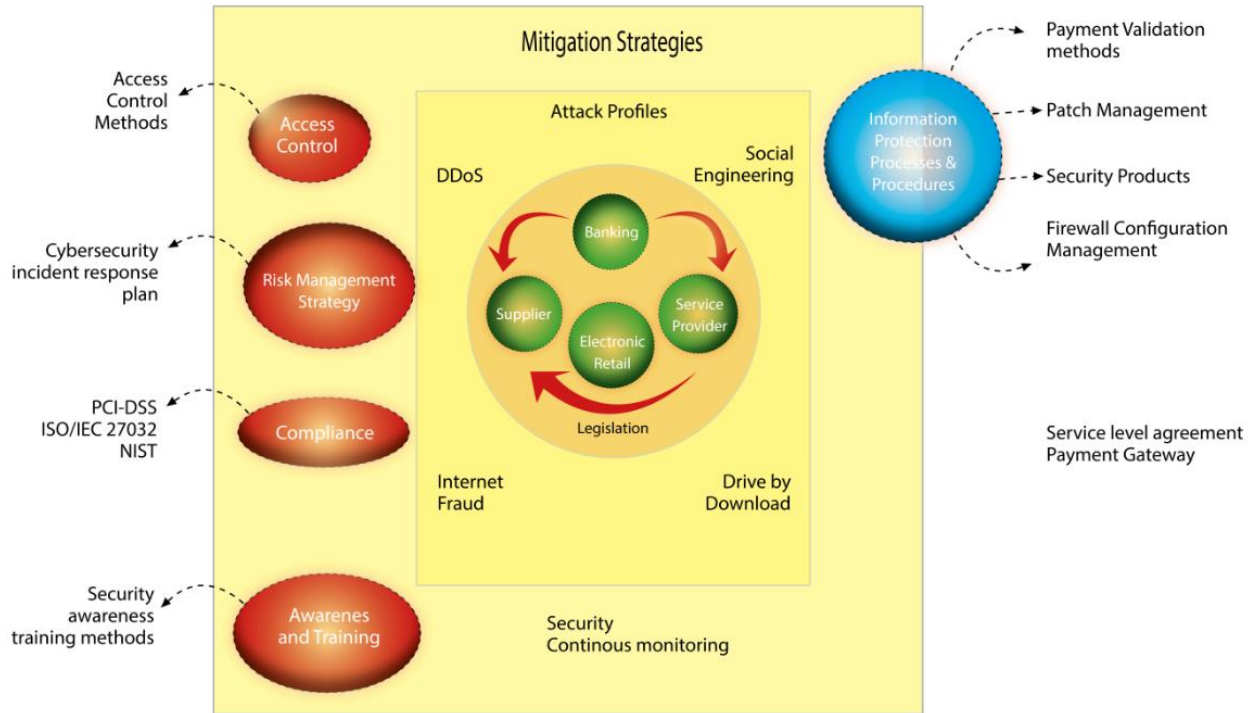 Mitigation Strategies
Access
Control
Methods
Access
Control
Cybersecurity
incident response
plan
Risk Management
Strategy
PCI-DSS
ISO/IEC 27032
NIST
Compliance
Security
awareness
training methods
Awarenes
and Training
Attack Profiles
DDoS
Social
Engineering
Banking
Supplier
Service
Provider
Electronic
Retail
Legislation
Internet
Fraud
Drive by
Download
Security
Continous monitoring
Information
Protection
Processes &
Procedures
Payment Validation
methods
Patch Management
Security Products
Firewall Configuration
Management
Service level agreement
Payment Gateway